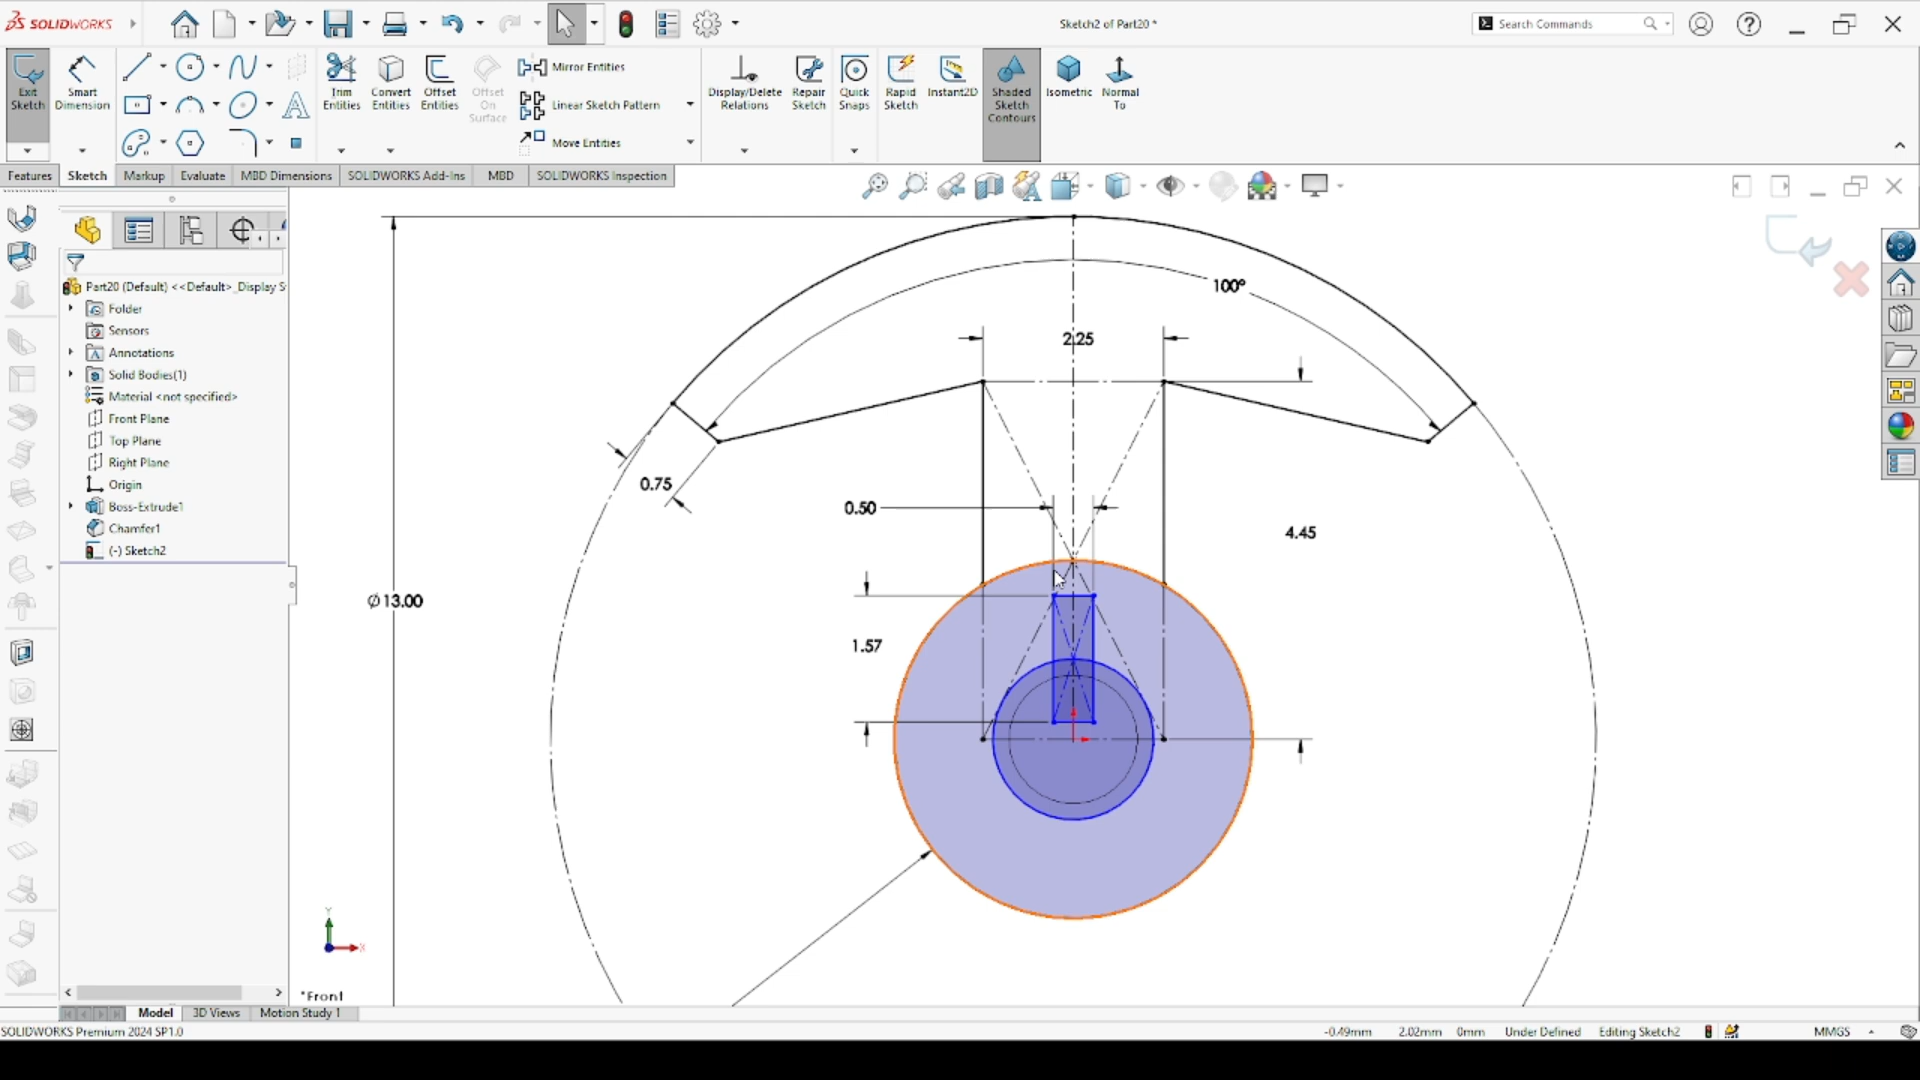 SOLIDWORKS
Sketch2 of Part20 *
Search Commands
Exit Sketch
Smart Dimension
Trim Entities
Convert Entities
Offset Entities
Offset On Surface
Mirror Entities
Linear Sketch Pattern
Move Entities
Display/Delete Relations
Repair Sketch
Quick Snaps
Rapid Sketch
Instant2D
Shaded Sketch Contours
Isometric
Normal To
Features
Sketch
Markup
Evaluate
MBD Dimensions
SOLIDWORKS Add-Ins
MBD
SOLIDWORKS Inspection
Part20 (Default) <<Default>_Display S
Folder
Sensors
Annotations
Solid Bodies(1)
Material <not specified>
Front Plane
Top Plane
Right Plane
Origin
Boss-Extrude1
Chamfer1
(-) Sketch2
100°
2.25
0.75
0.50
4.45
⌀13.00
1.57
Y
X
*Front
Model
3D Views
Motion Study 1
SOLIDWORKS Premium 2024 SP1.0
-0.49mm
2.02mm
0mm
Under Defined
Editing Sketch2
MMGS